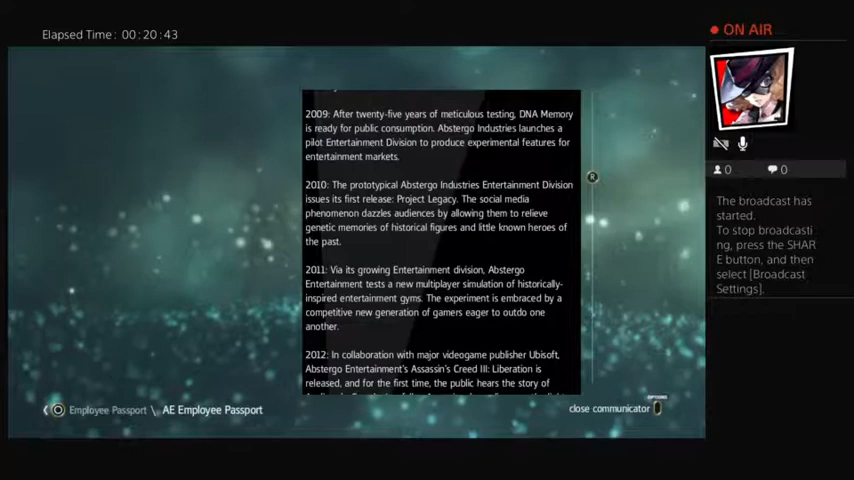 Elapsed Time: 00:20:43
ON AIR
2009: After twenty-five years of meticulous testing, DNA Memory
is ready for public consumption. Abstergo Industries launches a
pilot Entertainment Division to produce experimental features for
entertainment markets.
2010: The prototypical Abstergo Industries Entertainment Division
issues its first release: Project Legacy. The social media
phenomenon dazzles audiences by allowing them to relieve
genetic memories of historical figures and little known heroes of
the past.
2011: Via its growing Entertainment division, Abstergo
Entertainment tests a new multiplayer simulation of historically-
inspired entertainment gyms. The experiment is embraced by a
competitive new generation of gamers eager to outdo one
another.
2012: In collaboration with major videogame publisher Ubisoft,
Abstergo Entertainment's Assassin's Creed III: Liberation is
released, and for the first time, the public hears the story of
R
Employee Passport \ AE Employee Passport
OPTIONS
close communicator
0
0
The broadcast has
started.
To stop broadcasti
ng, press the SHAR
E button, and then
select [Broadcast
Settings].